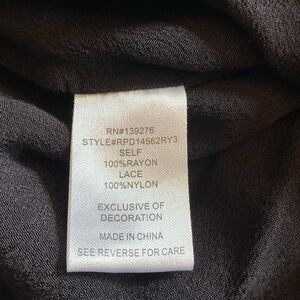 RN#139276
STYLE#RPD14562RY3
SELF
100%RAYON
LACE
100%NYLON
EXCLUSIVE OF
DECORATION
MADE IN CHINA
SEE REVERSE FOR CARE